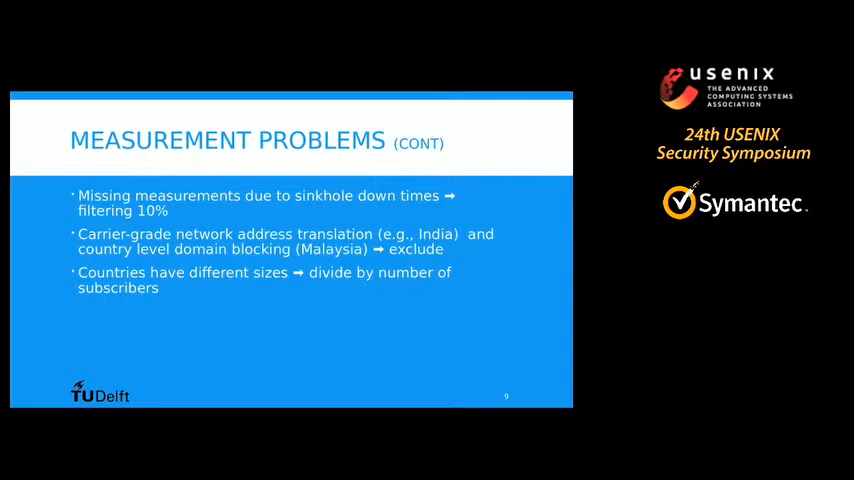 MEASUREMENT PROBLEMS (CONT)
· Missing measurements due to sinkhole down times ➡
filtering 10%
· Carrier-grade network address translation (e.g., India) and
country level domain blocking (Malaysia) ➡ exclude
· Countries have different sizes ➡ divide by number of
subscribers
TUDelft
9
usenix
THE ADVANCED
COMPUTING SYSTEMS
ASSOCIATION
24th USENIX
Security Symposium
Symantec.